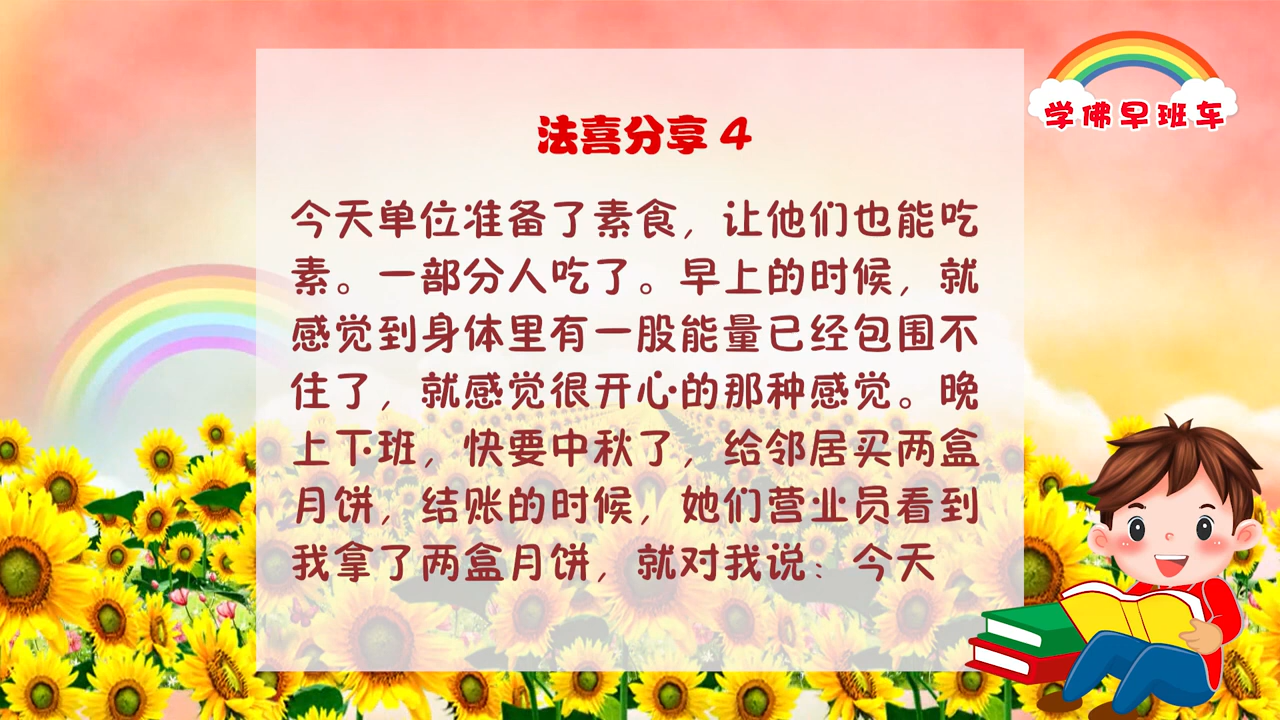 学佛早班车
法喜分享4
今天单位准备了素食，让他们也能吃
素。一部分人吃了。早上的时候，就
感觉到身体里有一股能量已经包围不
住了，就感觉很开心的那种感觉。晚
上下班，快要中秋了，给邻居买两盒
月饼，结账的时候，她们营业员看到
我拿了两盒月饼，就对我说：今天